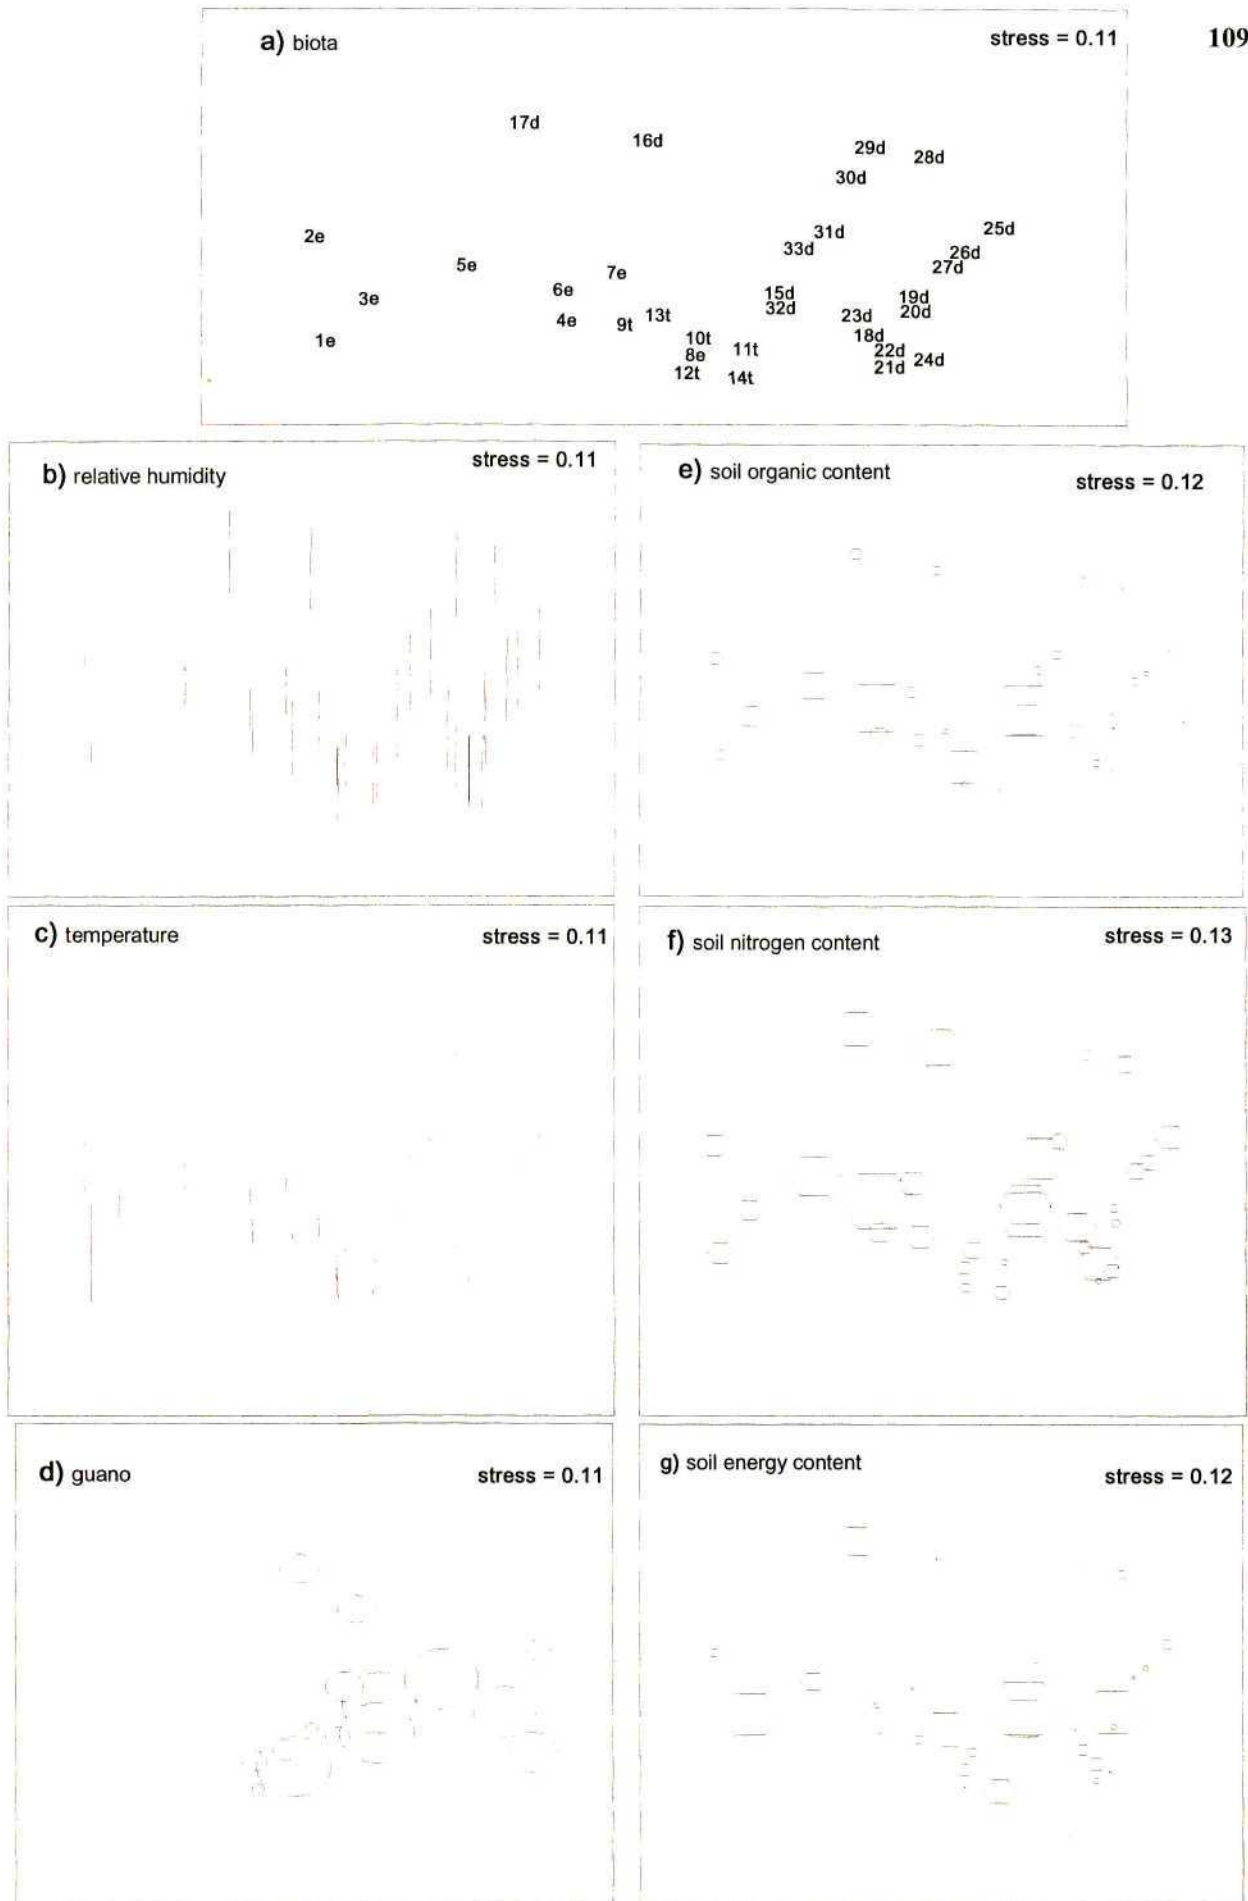 109
a) biota
stress = 0.11
17d
16d
29d
28d
30d
2e
31d
25d
33d
26d
5e
7e
27d
6e
15d
19d
3e
32d
20d
4e
9t
13t
23d
1e
10t
18d
8e
11t
22d
24d
12t
14t
21d
b) relative humidity
stress = 0.11
e) soil organic content
stress = 0.12
c) temperature
stress = 0.11
f) soil nitrogen content
stress = 0.13
d) guano
stress = 0.11
g) soil energy content
stress = 0.12